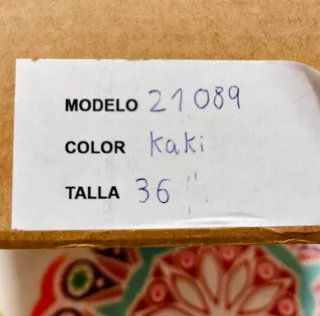 MODELO 21089
COLOR kaki
TALLA 36